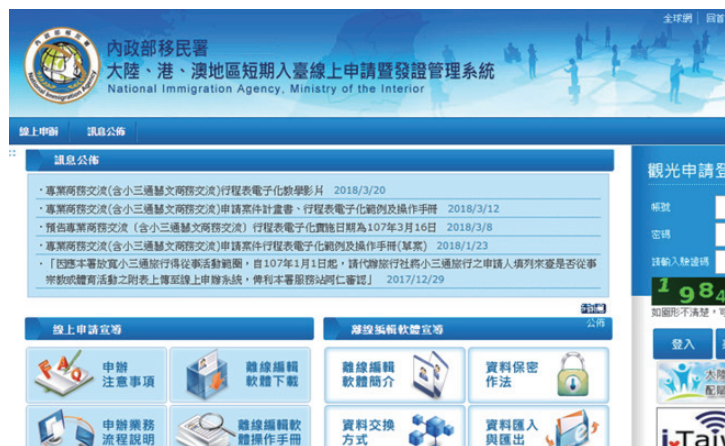 全球網 回首
內政部移民署
大陸、港、澳地區短期入臺線上申請暨發證管理系統
National Immigration Agency, Ministry of the Interior
線上申辦 訊息公佈
訊息公佈
·專業商務交流(含小三通藝文商務交流)行程表電子化教學影片 2018/3/20
·專業商務交流(含小三通藝文商務交流)申請案件計畫書、行程表電子化範例及操作手冊 2018/3/12
·預告專業商務交流（含小三通藝文商務交流）行程表電子化實施日期為107年3月16日 2018/3/8
·專業商務交流(含小三通藝文商務交流)申請案件行程表電子化範例及操作手冊(單案) 2018/1/23
·「因應本署放寬小三通旅行得從事活動範圍，自107年1月1日起，請代辦旅行社將小三通旅行之申請人填列來臺是否從事
宗教或體育活動之附表上傳至線上申辦系統，俾利本署服務站同仁審認」 2017/12/29
公佈
線上申請宣導
離線編輯軟體宣導
FAQ
申辦
注意事項
離線編輯
軟體下載
離線編輯
軟體簡介
資料保密
作法
申辦業務
流程說明
離線編輯軟
體操作手冊
資料交換
方式
資料匯入
與匯出
觀光申請登
帳號
密碼
請輸入驗證碼
1984
如圖形不清楚，可
登入
大陸
配額
iTai